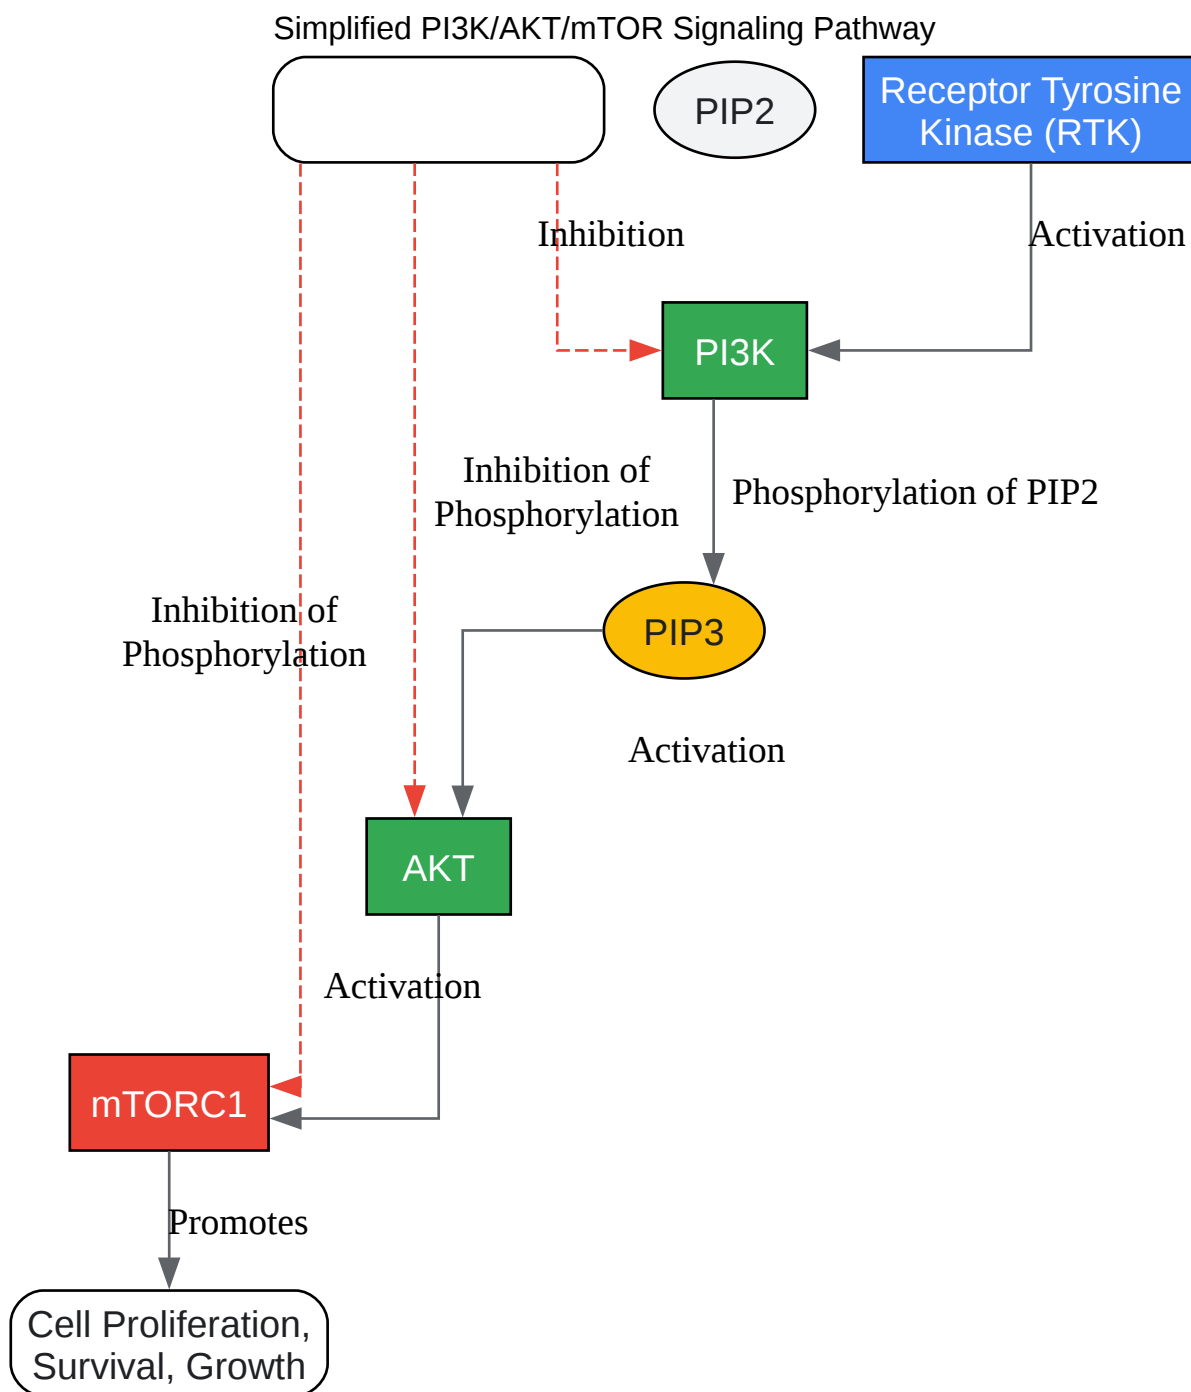 Simplified PI3K/AKT/mTOR Signaling Pathway
PIP2
Receptor Tyrosine
Kinase (RTK)
Inhibition
Activation
PI3K
Inhibition of
Phosphorylation
Phosphorylation of PIP2
Inhibition of
Phosphorylation
PIP3
Activation
AKT
Activation
mTORC1
Promotes
Cell Proliferation,
Survival, Growth